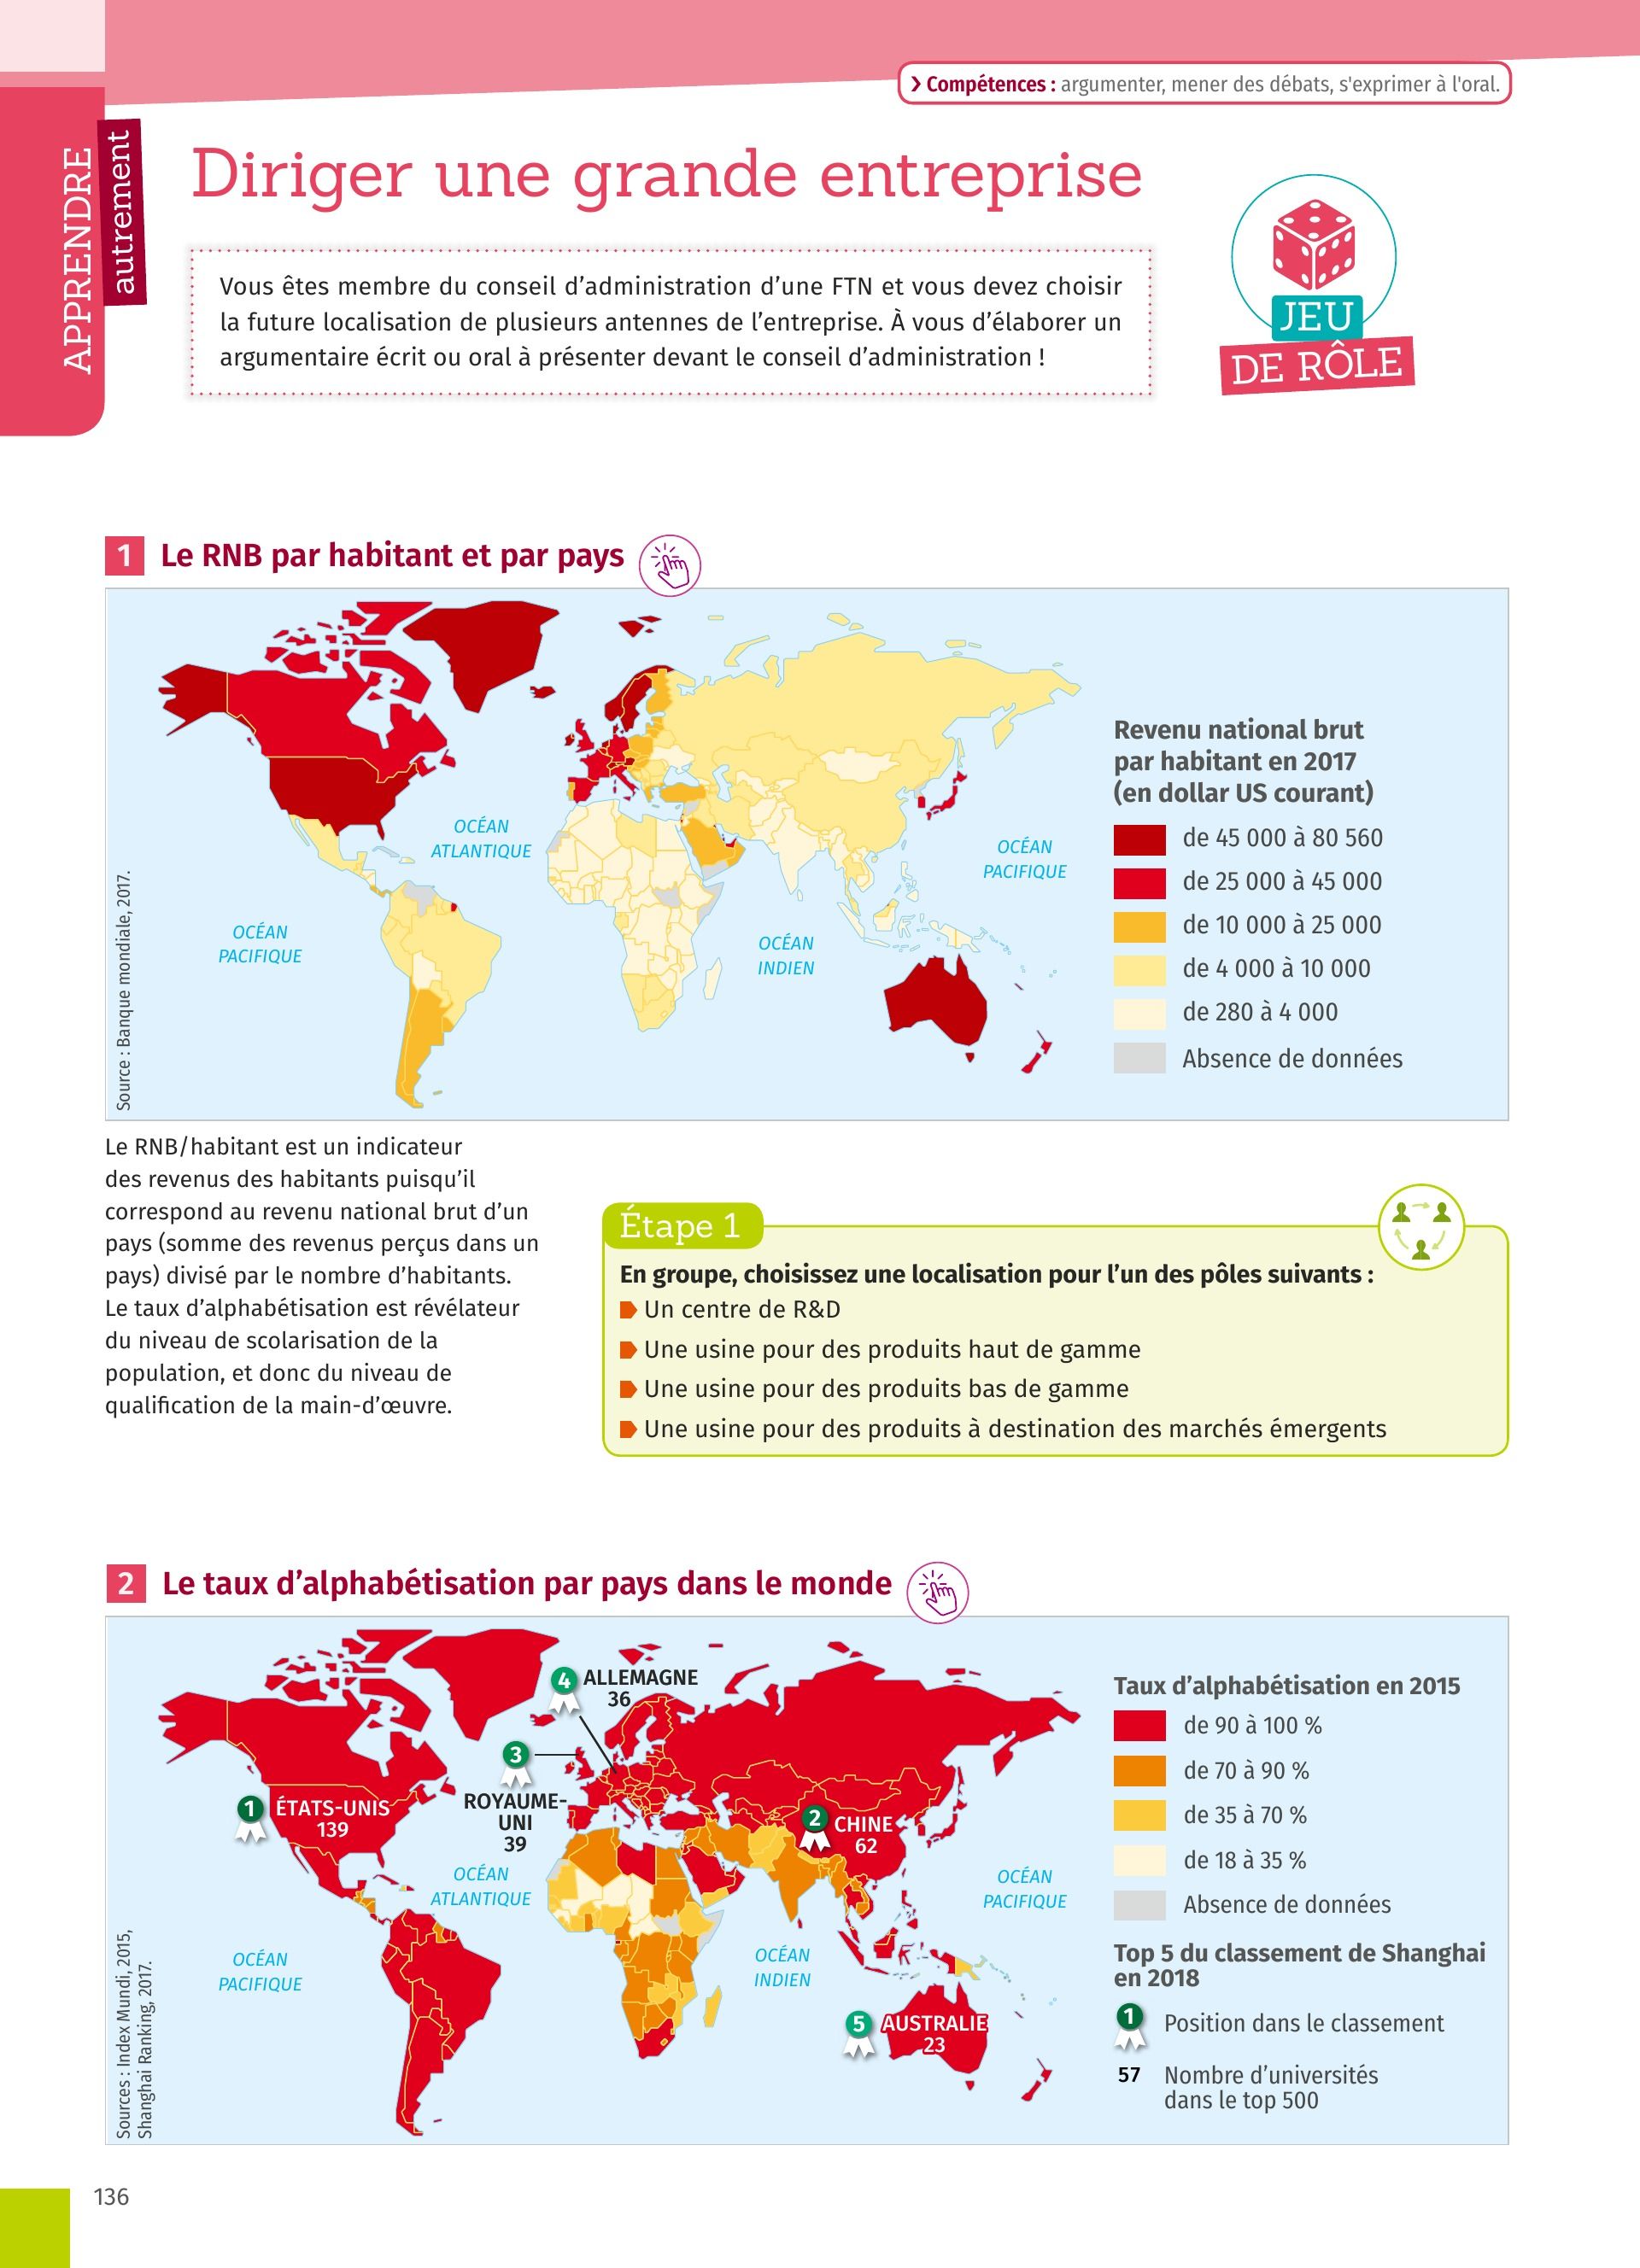 ❯ Compétences : argumenter, mener des débats, s'exprimer à l'oral.
APPRENDRE
autrement
Diriger une grande entreprise
Vous êtes membre du conseil d’administration d’une FTN et vous devez choisir
la future localisation de plusieurs antennes de l’entreprise. À vous d’élaborer un
argumentaire écrit ou oral à présenter devant le conseil d’administration !
JEU
DE RÔLE
1 Le RNB par habitant et par pays
OCÉAN
ATLANTIQUE
OCÉAN
PACIFIQUE
OCÉAN
PACIFIQUE
OCÉAN
INDIEN
Source : Banque mondiale, 2017.
Revenu national brut
par habitant en 2017
(en dollar US courant)
de 45 000 à 80 560
de 25 000 à 45 000
de 10 000 à 25 000
de 4 000 à 10 000
de 280 à 4 000
Absence de données
Le RNB/habitant est un indicateur
des revenus des habitants puisqu’il
correspond au revenu national brut d’un
pays (somme des revenus perçus dans un
pays) divisé par le nombre d’habitants.
Le taux d’alphabétisation est révélateur
du niveau de scolarisation de la
population, et donc du niveau de
qualification de la main-d’œuvre.
Étape 1
En groupe, choisissez une localisation pour l’un des pôles suivants :
Un centre de R&D
Une usine pour des produits haut de gamme
Une usine pour des produits bas de gamme
Une usine pour des produits à destination des marchés émergents
2 Le taux d’alphabétisation par pays dans le monde
4 ALLEMAGNE
36
3
ROYAUME-
UNI
39
1 ÉTATS-UNIS
139
2 CHINE
62
OCÉAN
ATLANTIQUE
OCÉAN
PACIFIQUE
OCÉAN
PACIFIQUE
OCÉAN
INDIEN
5 AUSTRALIE
23
Sources : Index Mundi, 2015,
Shanghai Ranking, 2017.
Taux d’alphabétisation en 2015
de 90 à 100 %
de 70 à 90 %
de 35 à 70 %
de 18 à 35 %
Absence de données
Top 5 du classement de Shanghai
en 2018
1 Position dans le classement
57 Nombre d’universités
dans le top 500
136